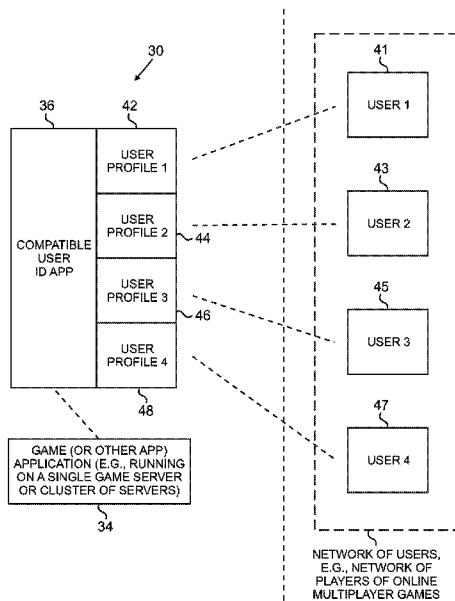 30
36
42
41
USER 1
USER
PROFILE 1
43
USER
PROFILE 2
44
USER 2
COMPATIBLE
USER
ID APP
USER
PROFILE 3
46
45
USER 3
USER
PROFILE 4
48
47
USER 4
GAME (OR OTHER APP)
APPLICATION (E.G., RUNNING
ON A SINGLE GAME SERVER
OR CLUSTER OF SERVERS)
34
NETWORK OF USERS,
E.G., NETWORK OF
PLAYERS OF ONLINE
MULTIPLAYER GAMES